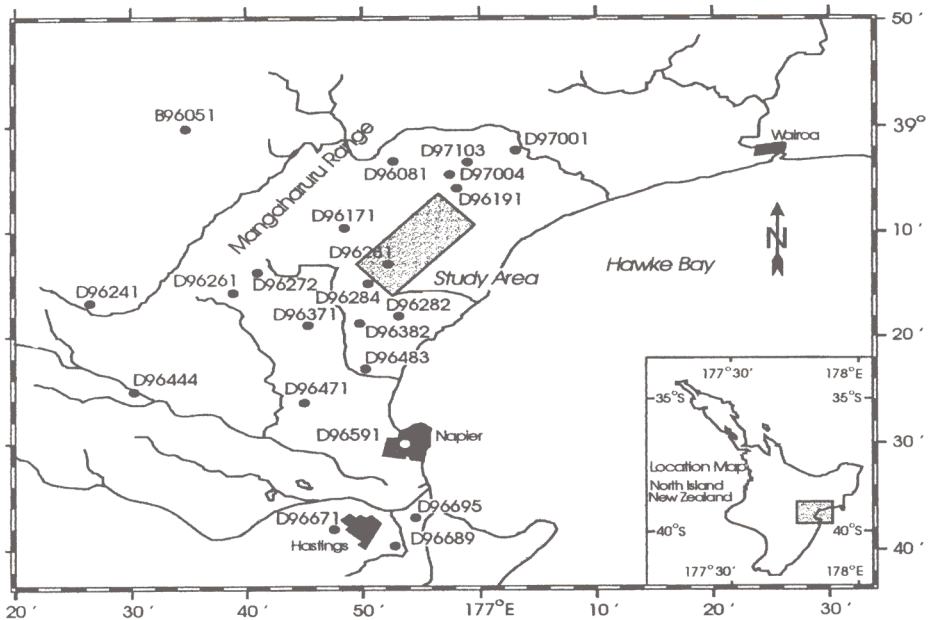 50 ′
B96051
39°
Wairoa
D97001
D97103
D96081
D97004
D96191
Mangaharuru Range
D96171
10 ′
N
D96281
Hawke Bay
Study Area
D96261
D96272
D96241
D96284
D96282
D96371
D96382
20 ′
D96483
D96444
D96471
177°30′ 178°E
35°S 35°S
D96591
Napier
30 ′
Location Map
North Island
New Zealand
D96695
D96671
40°S 40°S
Hastings
D96689
40 ′
177°30′ 178°E
20 ′ 30 ′ 40 ′ 50 ′ 177°E 10 ′ 20 ′ 30 ′